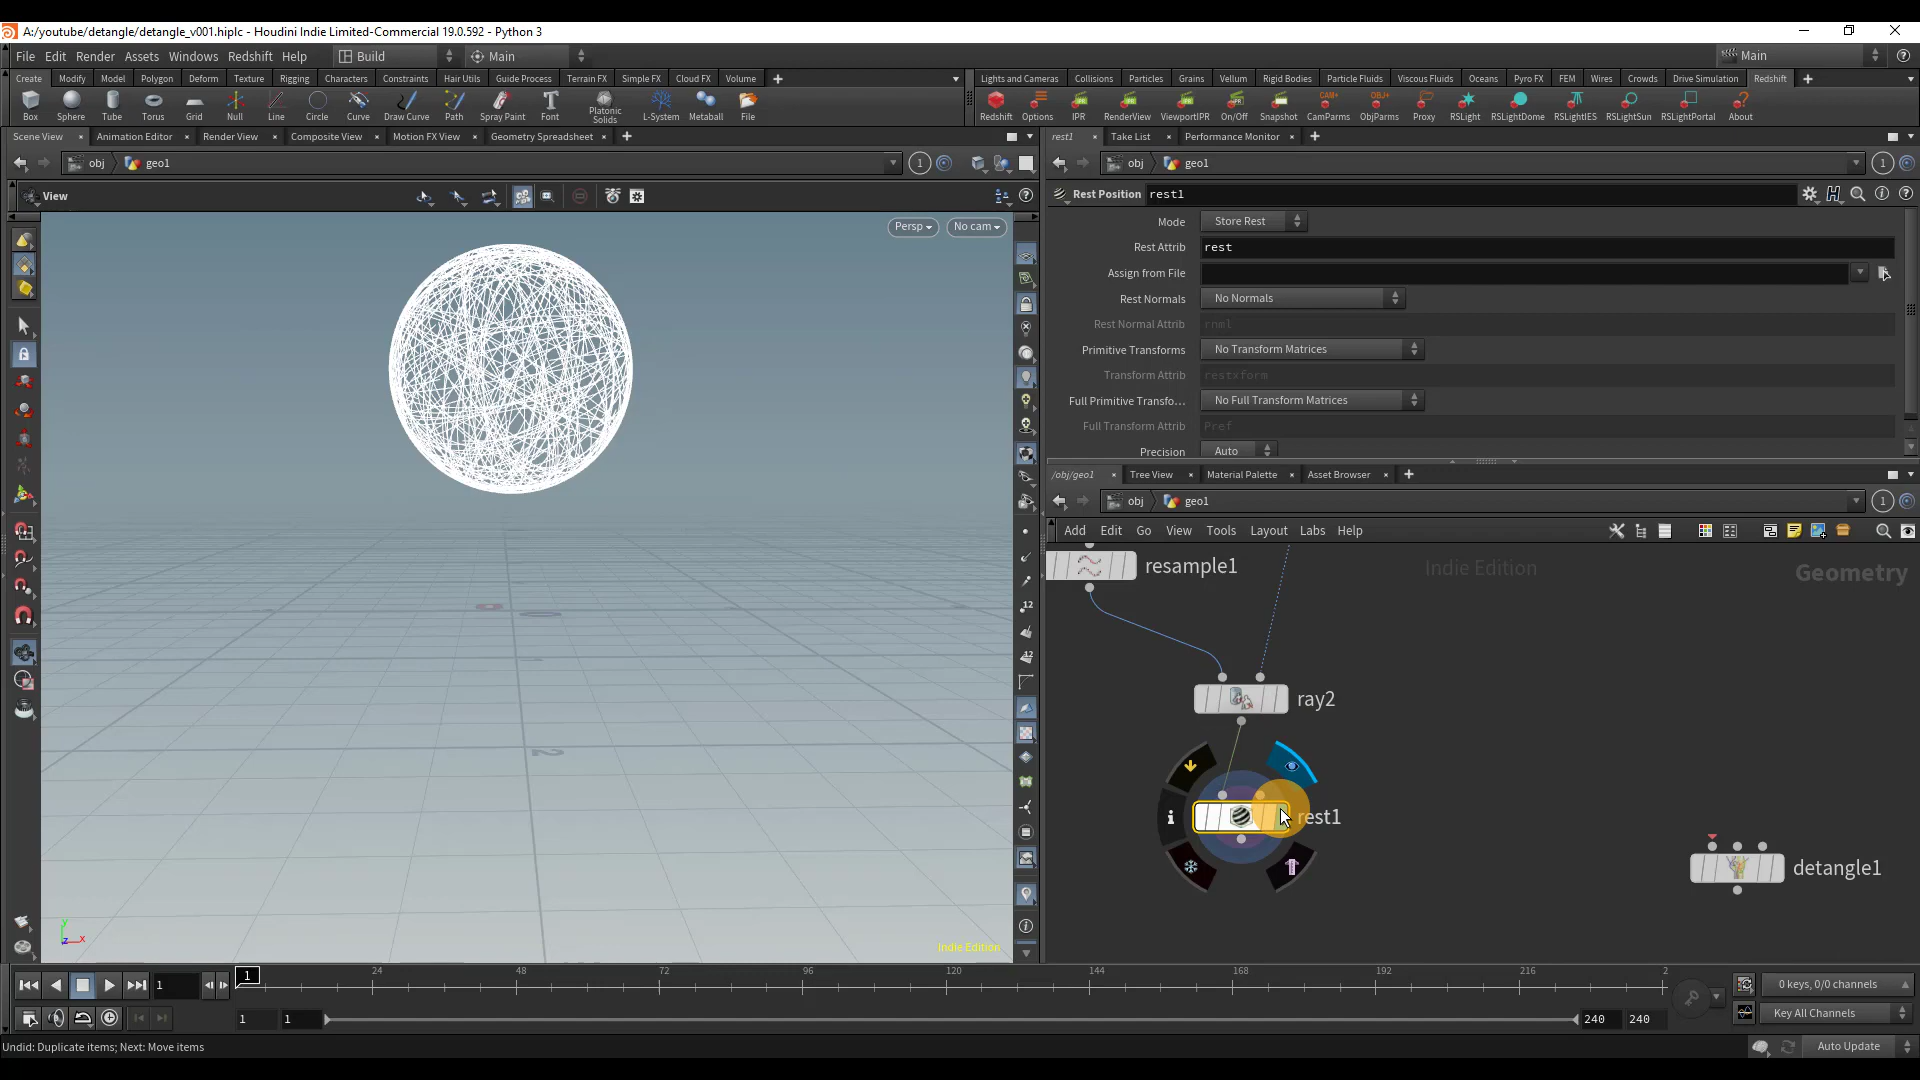 A:/youtube/detangle/detangle_v001.hiplc - Houdini Indie Limited-Commercial 19.0.592 - Python 3
File Edit Render Assets Windows Redshift Help Build Main Main
Create Modify Model Polygon Deform Texture Rigging Characters Constraints Hair Utils Guide Process Terrain FX Simple FX Cloud FX Volume
Lights and Cameras Collisions Particles Grains Vellum Rigid Bodies Particle Fluids Viscous Fluids Oceans Pyro FX FEM Wires Crowds Drive Simulation Redshift
Box Sphere Tube Torus Grid Null Line Circle Curve Draw Curve Path Spray Paint Font Platonic Solids L-System Metaball File
Redshift Options IPR RenderView ViewportIPR On/Off Snapshot CamParms ObjParms Proxy RSLight RSLightDome RSLightIES RSLightSun RSLightPortal About
Scene View Animation Editor Render View Composite View Motion FX View Geometry Spreadsheet
rest1 Take List Performance Monitor
obj geo1 1
obj geo1 1
View
Persp No cam
Rest Position rest1
Mode Store Rest
Rest Attrib rest
Assign from File
Rest Normals No Normals
Rest Normal Attrib rnml
Primitive Transforms No Transform Matrices
Transform Attrib restxform
Full Primitive Transfo... No Full Transform Matrices
Full Transform Attrib Pref
Precision Auto
/obj/geo1 Tree View Material Palette Asset Browser
obj geo1 1
Add Edit Go View Tools Layout Labs Help
Indie Edition Geometry
resample1
ray2
rest1
detangle1
Indie Edition
1 1 24 48 72 96 120 144 168 192 216 2
0 keys, 0/0 channels
1 1 240 240
Key All Channels
Undid: Duplicate items; Next: Move items
Auto Update